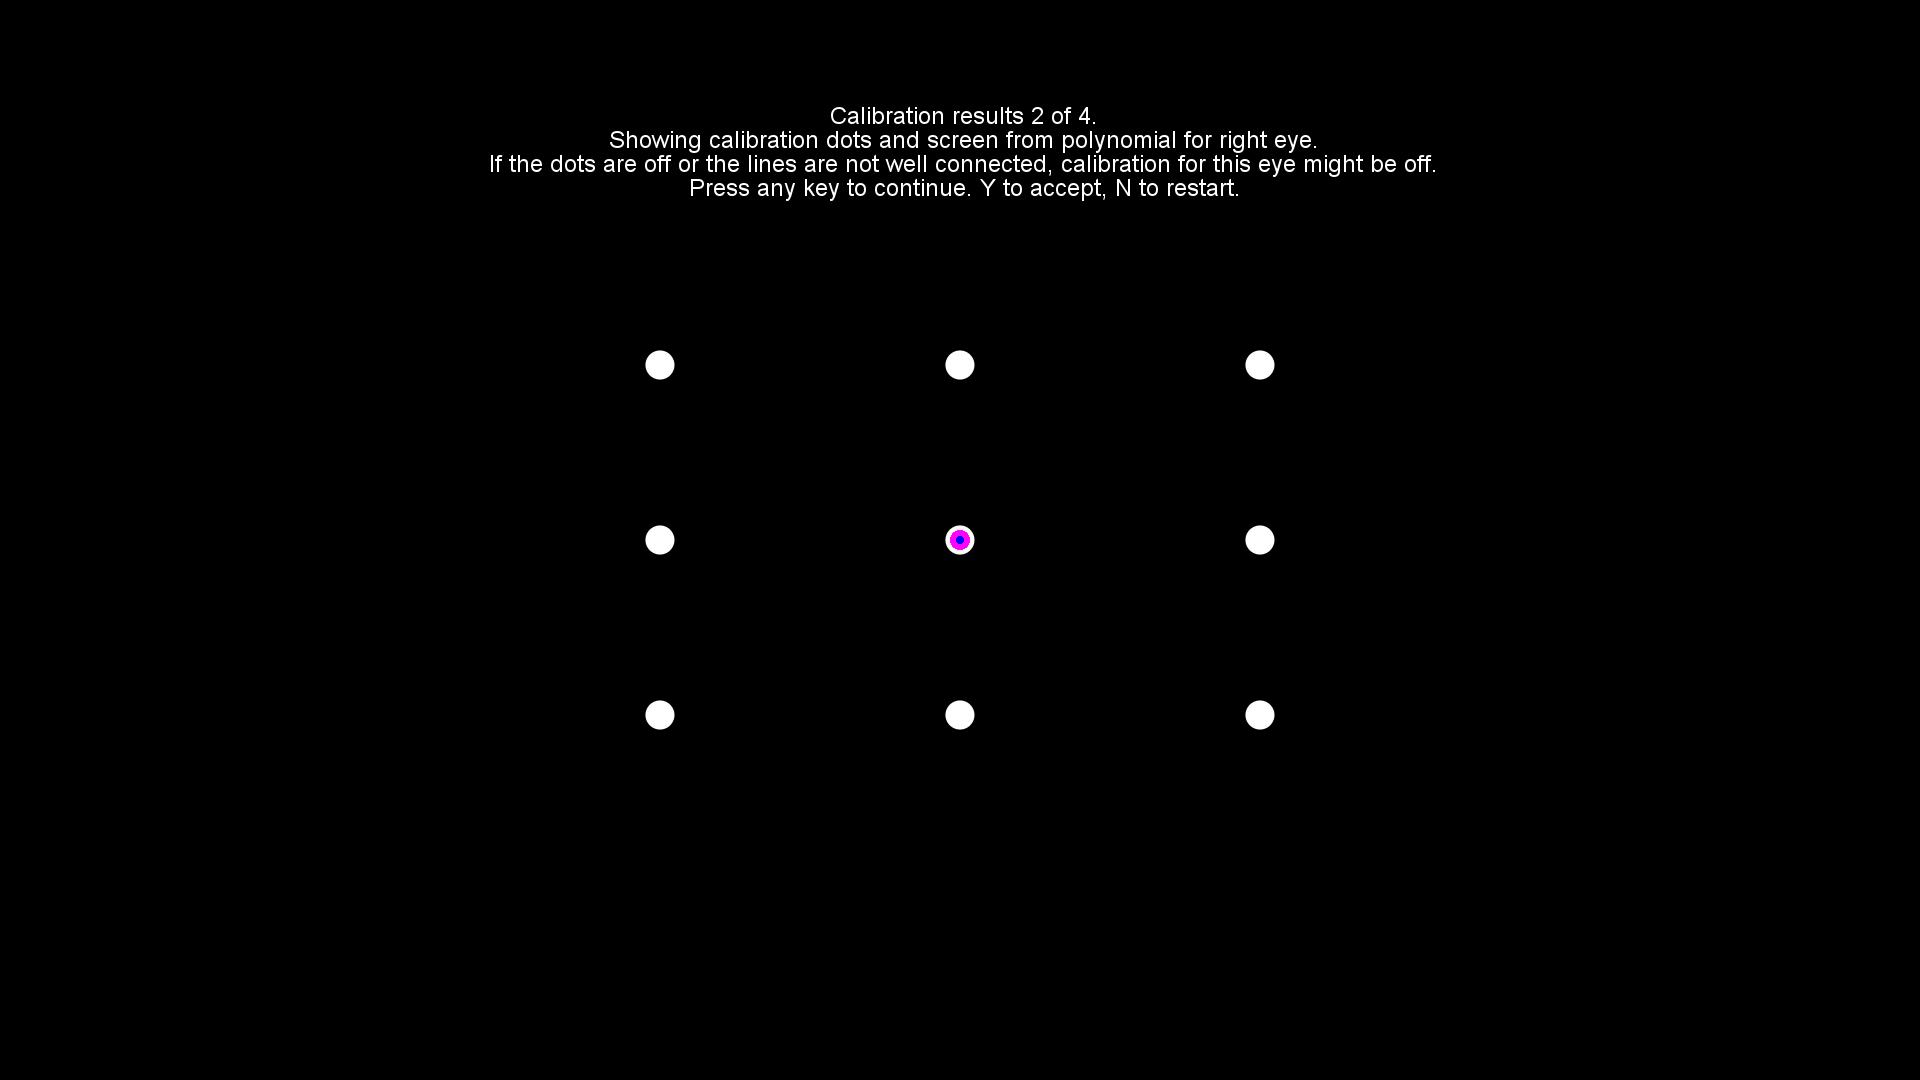 Calibration results 2 of 4.
Showing calibration dots and screen from polynomial for right eye.
If the dots are off or the lines are not well connected, calibration for this eye might be off.
Press any key to continue. Y to accept, N to restart.